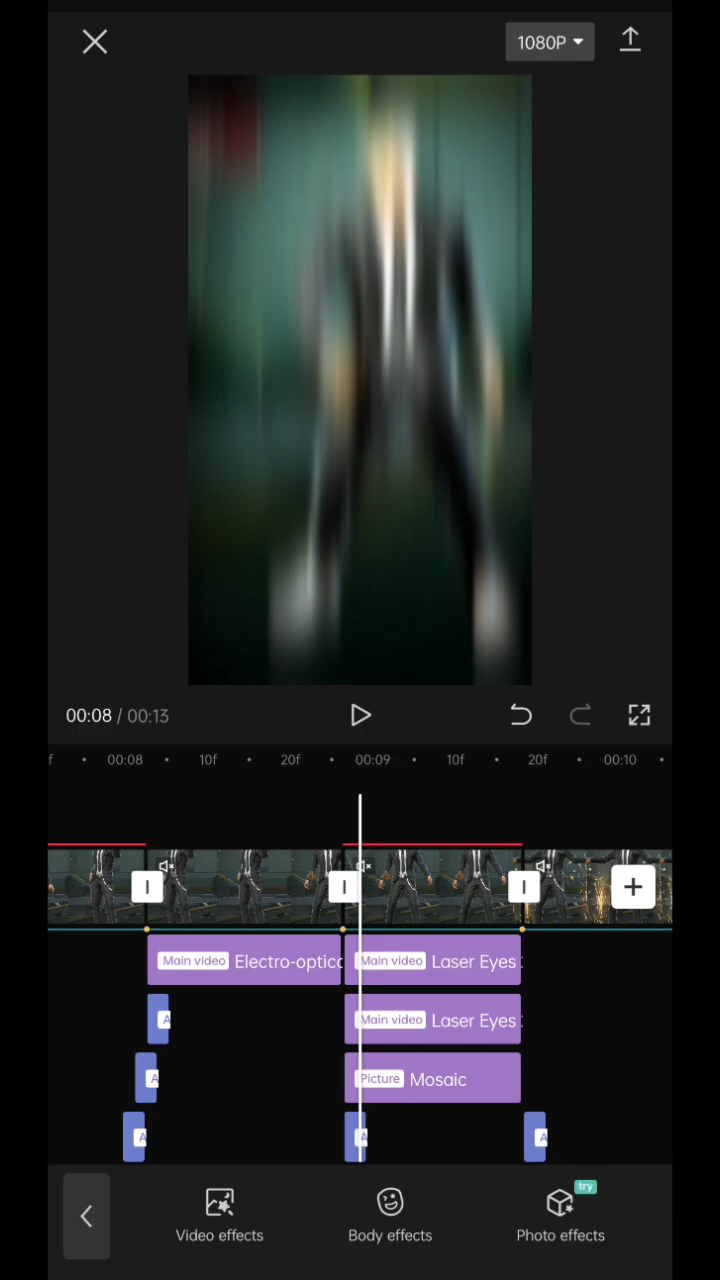 1080P
00:08 / 00:13
f 00:08 10f 20f 00:09 10f 20f 00:10
Main video Electro-optic
Main video Laser Eyes
A
Main video Laser Eyes
A
Picture Mosaic
A
A
A
try
Video effects
Body effects
Photo effects